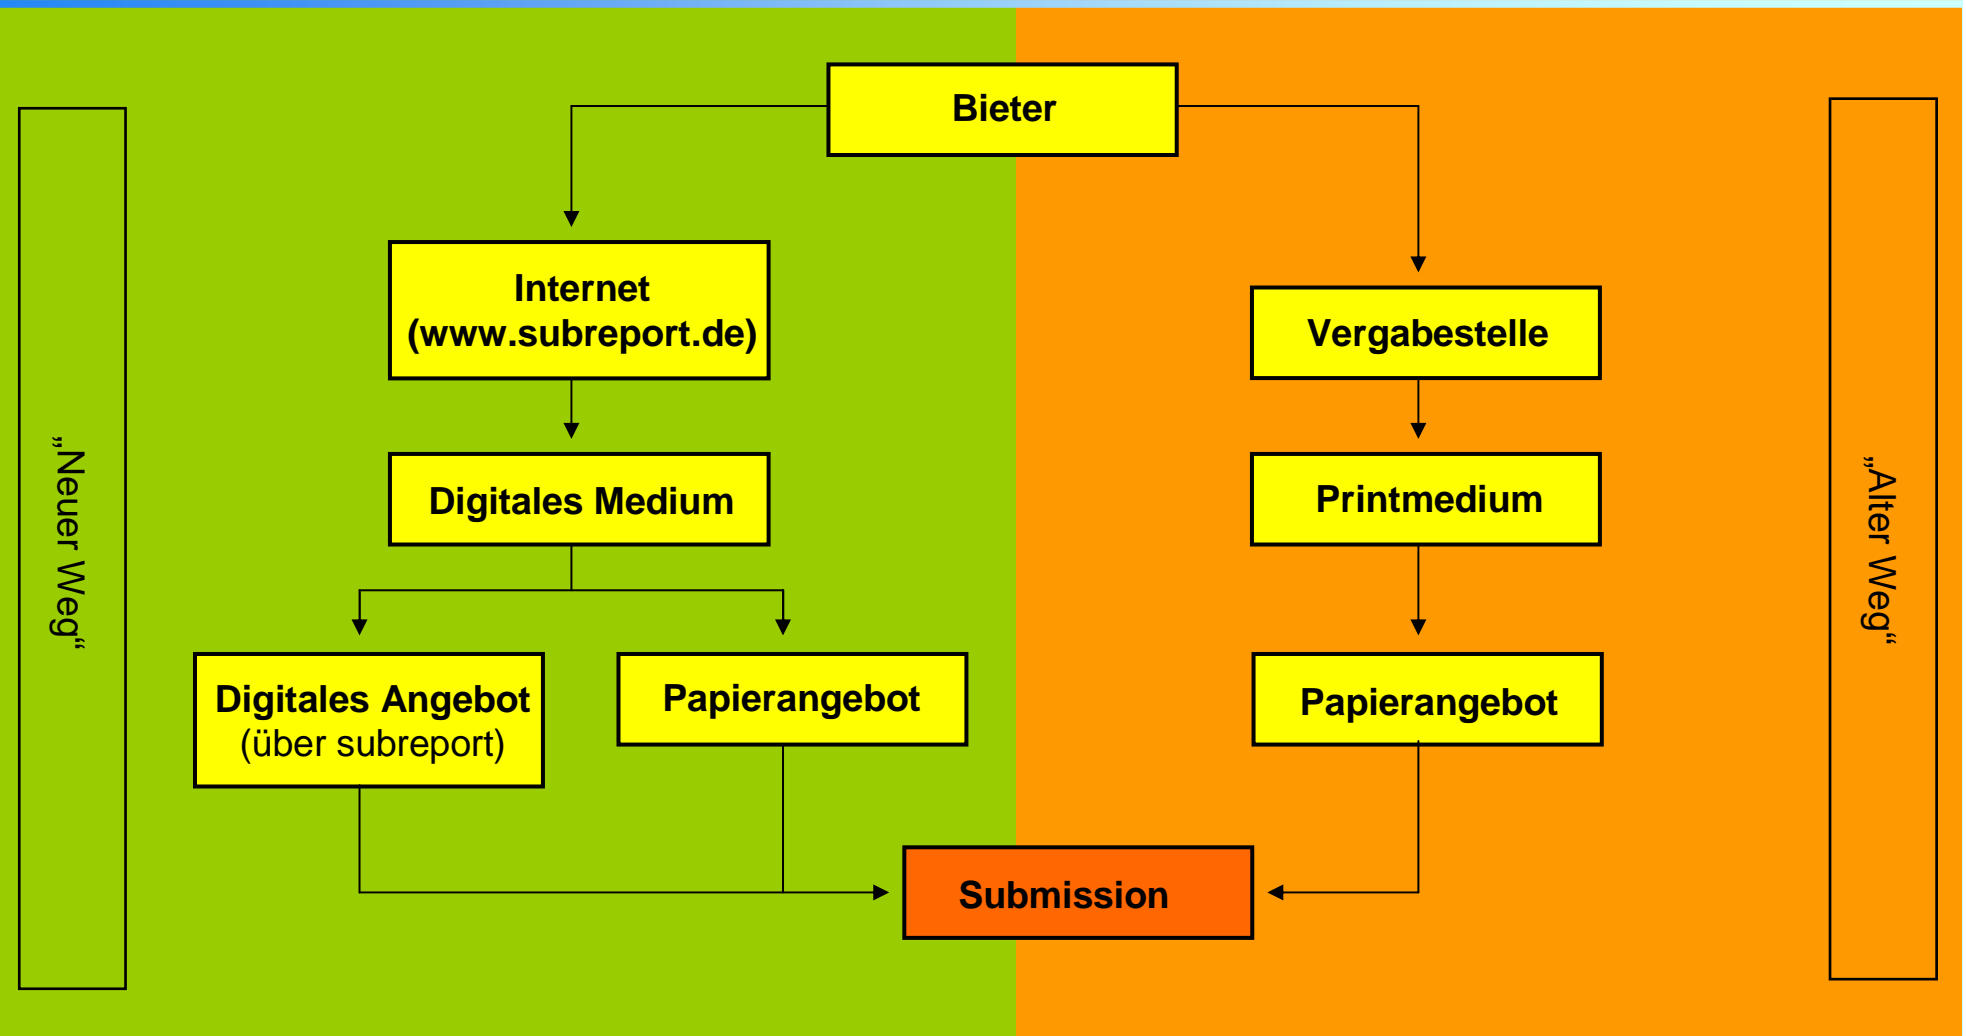 Bieter
Internet
(www.subreport.de)
Vergabestelle
„Neuer Weg“
Digitales Medium
Printmedium
„Alter Weg“
Digitales Angebot
(über subreport)
Papierangebot
Papierangebot
Submission